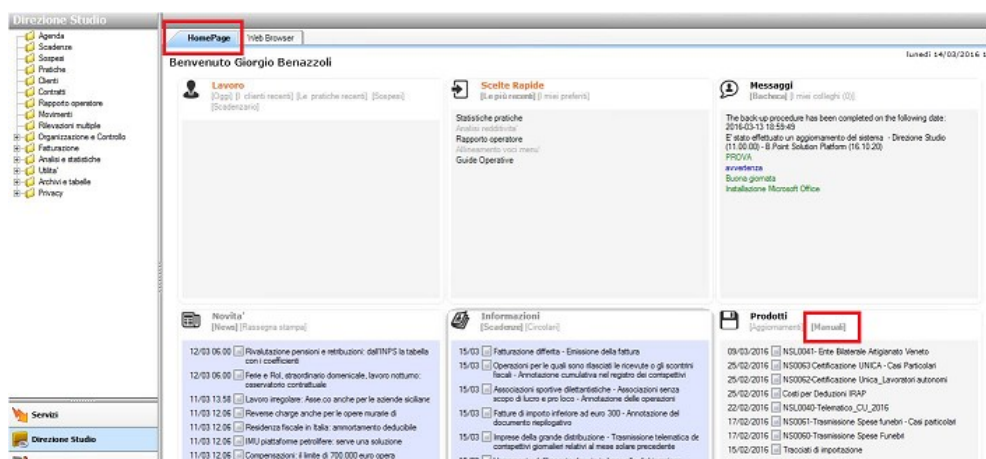 Direzione Studio
Agenda
Scadenze
Sospesi
Pratiche
Clienti
Contratti
Rapporto operatore
Movimenti
Rilevazioni multiple
Organizzazione e Controllo
Fatturazione
Analisi e statistiche
Utilita'
Archivi e tabelle
Privacy
Servizi
Direzione Studio
HomePage
Web Browser
Benvenuto Giorgio Benazzoli
lunedì 14/03/2016 1
Lavoro
[Oggi] [I clienti recenti] [Le pratiche recenti] [Sospesi]
[Scadenzario]
Scelte Rapide
[Le più recenti] [I miei preferiti]
Statistiche pratiche
Analisi redditivita'
Rapporto operatore
Allineamento voci menu'
Guide Operative
Messaggi
[Bacheca] [I miei colleghi (0)]
The back-up procedure has been completed on the following date:
2016-03-13 18:59:49
E' stato effettuato un aggiornamento del sistema - Direzione Studio
(11.00.00) - B.Point Solution Platform (16.10.20)
PROVA
avvertenza
Buona giornata
Installazione Microsoft Office
Novita'
[News] [Rassegna stampa]
12/03 06.00 Rivalutazione pensioni e retribuzioni: dall'INPS la tabella
con i coefficienti
12/03 06.00 Ferie e Rol, straordinario domenicale, lavoro notturno:
osservatorio contrattuale
11/03 13.58 Lavoro irregolare: Asse.co anche per le aziende siciliane
11/03 12.06 Reverse charge anche per le opere murarie di
11/03 12.06 Residenza fiscale in Italia: ammortamento deducibile
11/03 12.06 IMU piattaforme petrolifere: serve una soluzione
11/03 12.06 Compensazioni: il limite di 700.000 euro opera
Informazioni
[Scadenze] [Circolari]
15/03 Fatturazione differita - Emissione della fattura
15/03 Operazioni per le quali sono rilasciati le ricevute o gli scontrini
fiscali - Annotazione cumulativa nel registro dei corrispettivi
15/03 Associazioni sportive dilettantistiche - Associazioni senza
scopo di lucro e pro loco - Annotazione delle operazioni
15/03 Fatture di importo inferiore ad euro 300 - Annotazione del
documento riepilogativo
15/03 Imprese della grande distribuzione - Trasmissione telematica de
corrispettivi giornalieri relativi al mese solare precedente
Prodotti
[Aggiornamenti] [Manuali]
09/03/2016 NSL0041- Ente Bilaterale Artigianato Veneto
25/02/2016 NS0063-Certificazione UNICA - Casi Particolari
25/02/2016 NS0062-Certificazione Unica_Lavoratori autonomi
25/02/2016 Costi per Deduzioni IRAP
22/02/2016 NSL0040-Telematico_CU_2016
17/02/2016 NS0061-Trasmissione Spese funebri - Casi particolari
17/02/2016 NS0060-Trasmissione Spese Funebri
15/02/2016 Tracciati di importazione